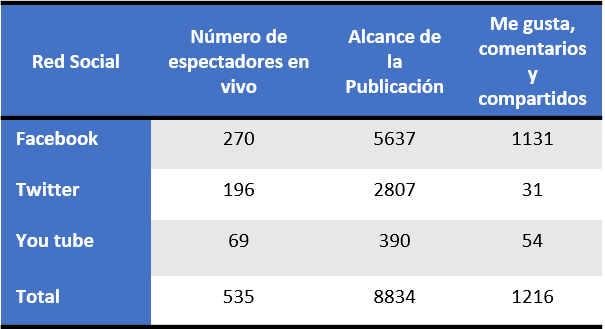 Red Social
Número de
espectadores en
vivo
Alcance de
la
Publicación
Me gusta,
comentarios
y
compartidos
Facebook 270 5637 1131
Twitter 196 2807 31
You tube 69 390 54
Total 535 8834 1216